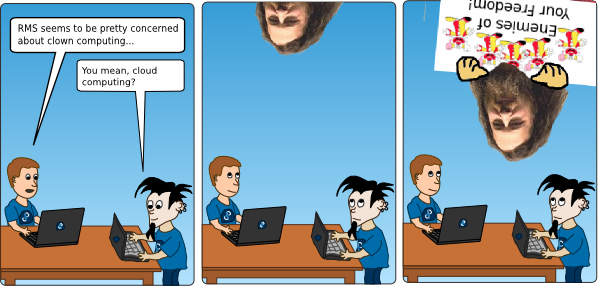 RMS seems to be pretty concerned
about clown computing...
You mean, cloud
computing?
Enemies of
Your Freedom!